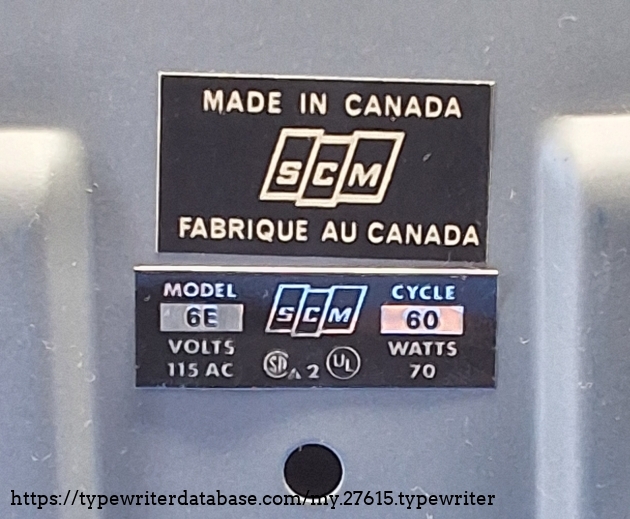 MADE IN CANADA
SCM
FABRIQUE AU CANADA
MODEL SCM CYCLE
6E 60
VOLTS WATTS
115 AC SA 2 UL 70
https://typewriterdatabase.com/my.27615.typewriter